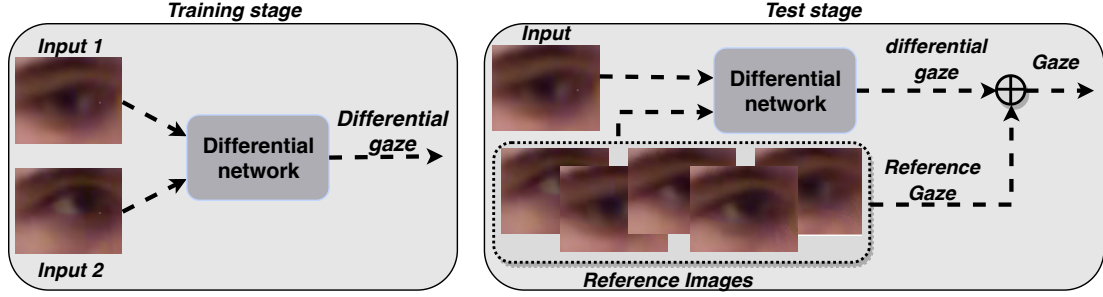 Training stage
Input 1
Differential
network
Differential
gaze
Input 2
Test stage
Input
Differential
network
differential
gaze
Gaze
Reference
Gaze
Reference Images